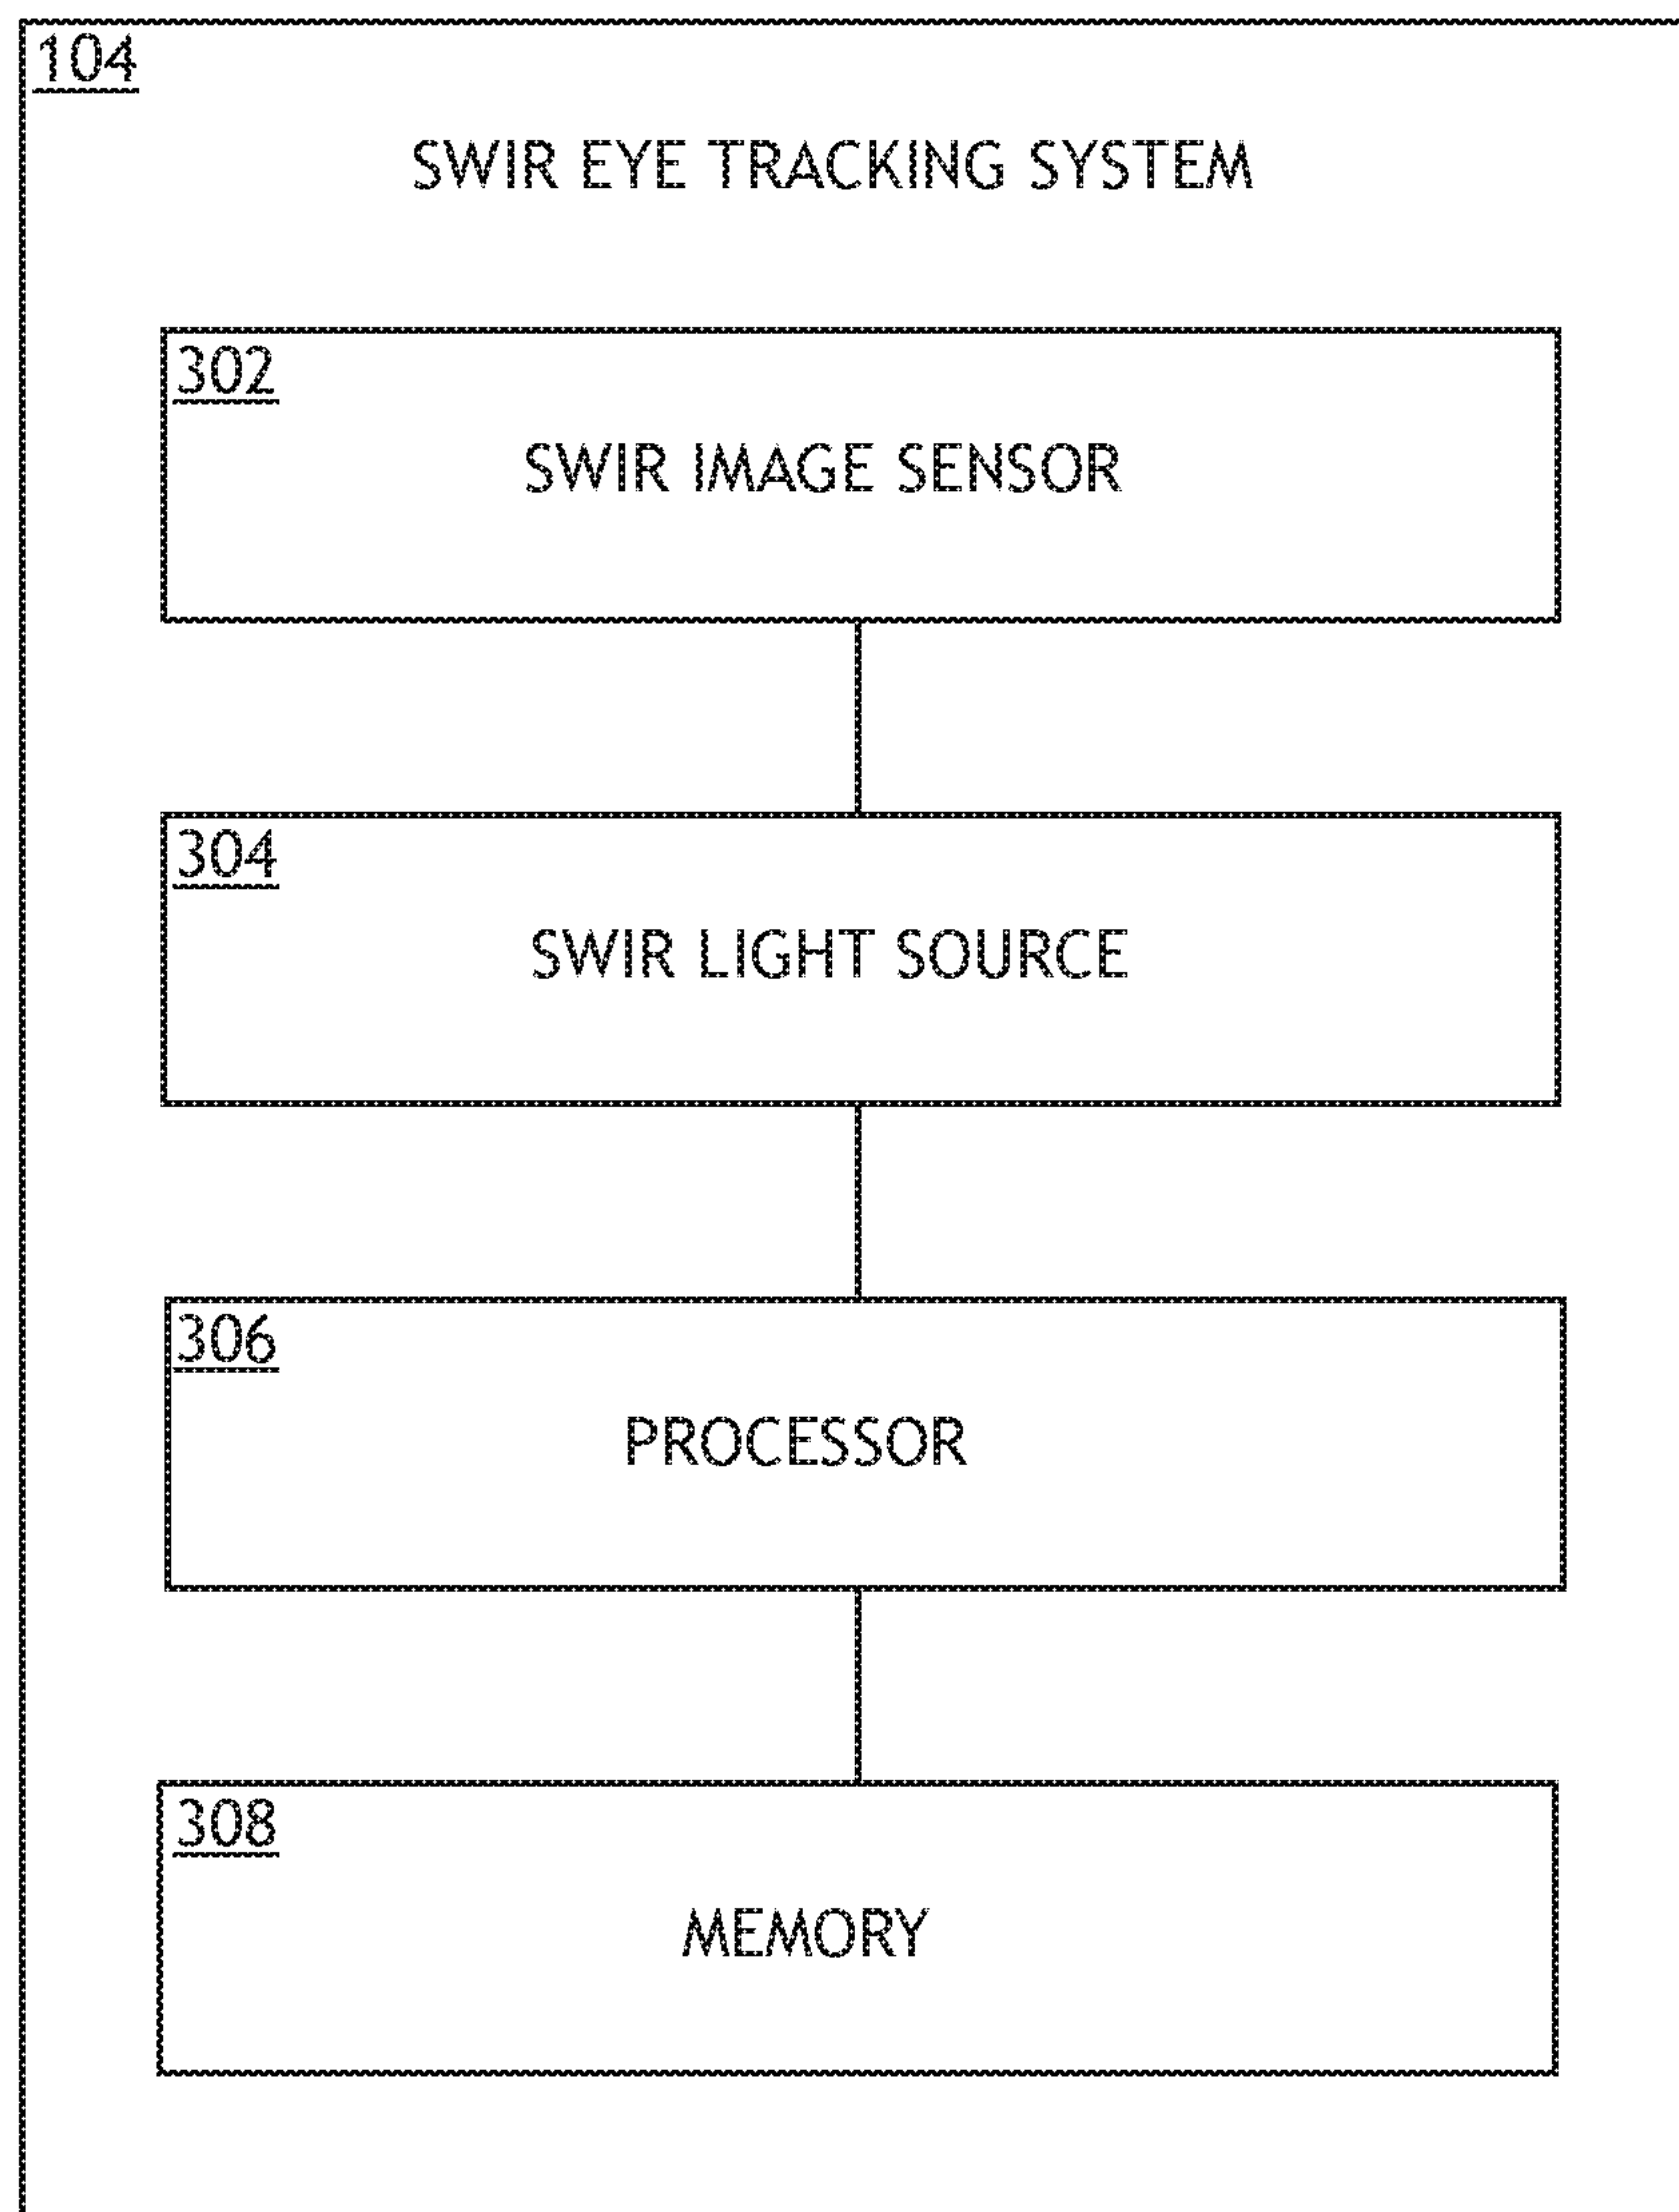 104
SWIR EYE TRACKING SYSTEM
302
SWIR IMAGE SENSOR
304
SWIR LIGHT SOURCE
306
PROCESSOR
308
MEMORY